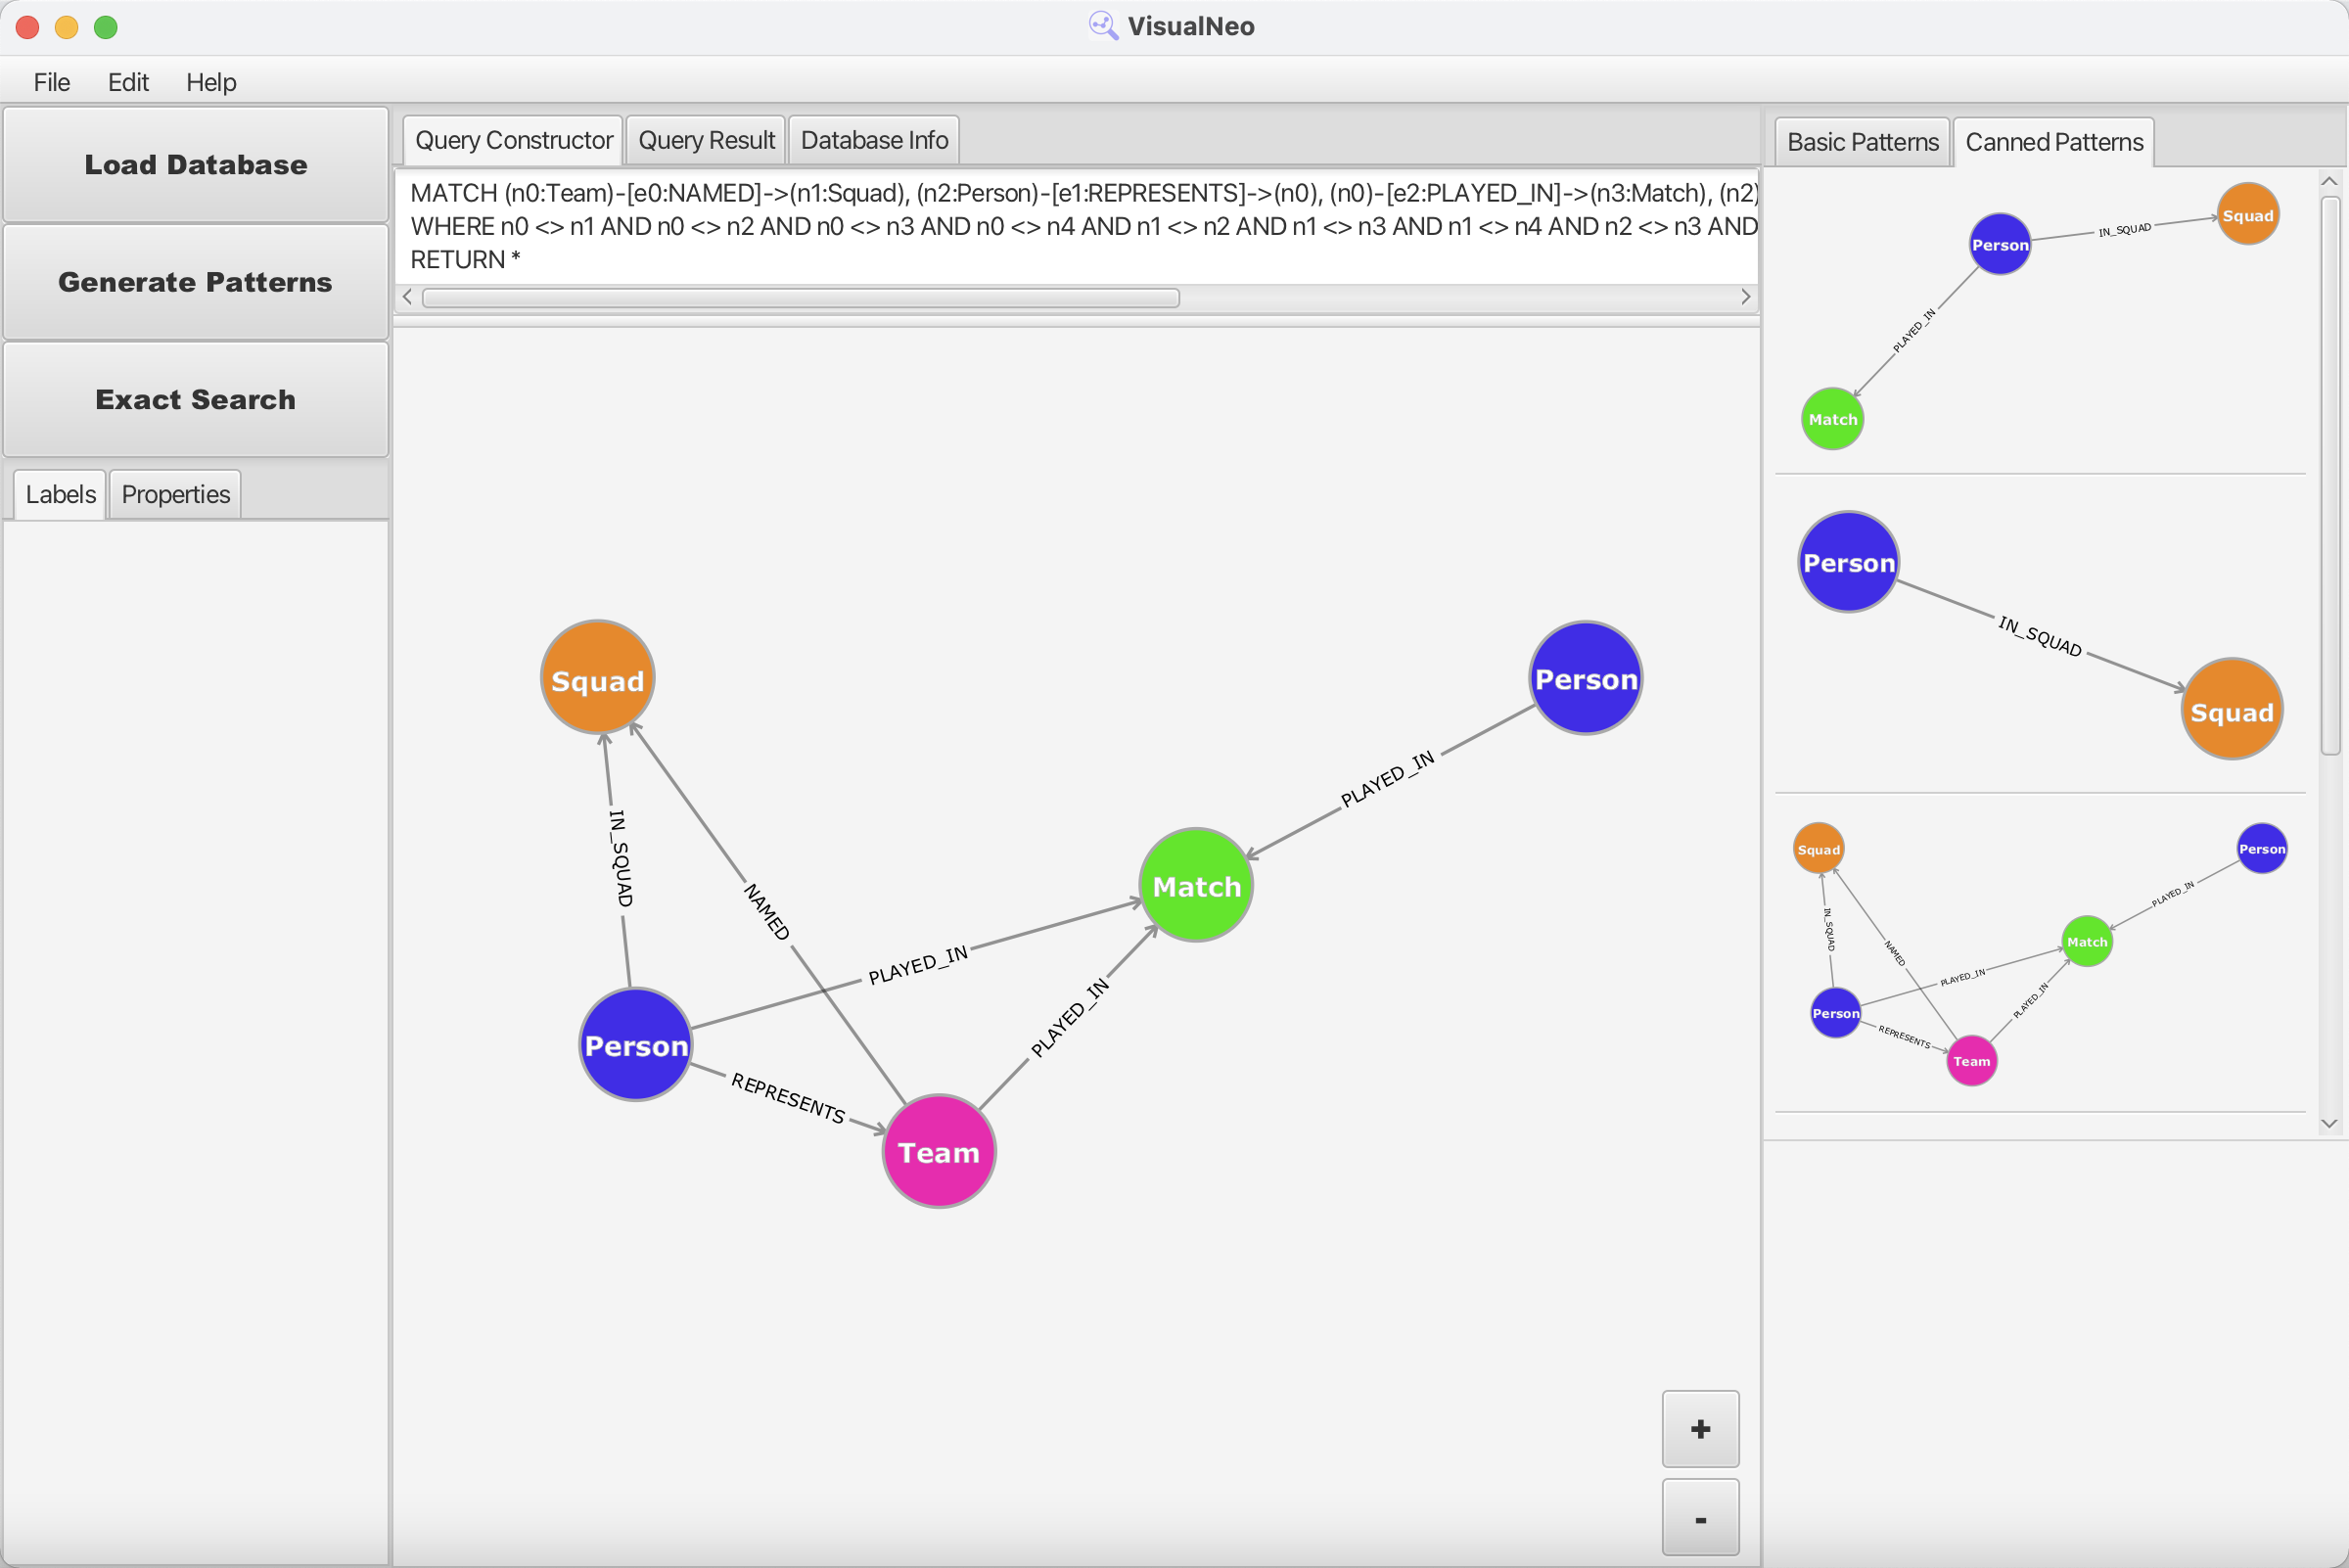 VisualNeo
File Edit Help
Load Database
Generate Patterns
Exact Search
Labels Properties
Query Constructor Query Result Database Info
MATCH (n0:Team)-[e0:NAMED]->(n1:Squad), (n2:Person)-[e1:REPRESENTS]->(n0), (n0)-[e2:PLAYED_IN]->(n3:Match), (n2)
WHERE n0 <> n1 AND n0 <> n2 AND n0 <> n3 AND n0 <> n4 AND n1 <> n2 AND n1 <> n3 AND n1 <> n4 AND n2 <> n3 AND
RETURN *
Squad
Person
PLAYED_IN
IN_SQUAD
NAMED
Match
PLAYED_IN
PLAYED_IN
Person
REPRESENTS
Team
+
-
Basic Patterns Canned Patterns
Squad
Person
IN_SQUAD
PLAYED_IN
Match
Person
IN_SQUAD
Squad
Squad
Person
PLAYED_IN
IN_SQUAD
NAMED
Match
PLAYED_IN
PLAYED_IN
Person
REPRESENTS
Team